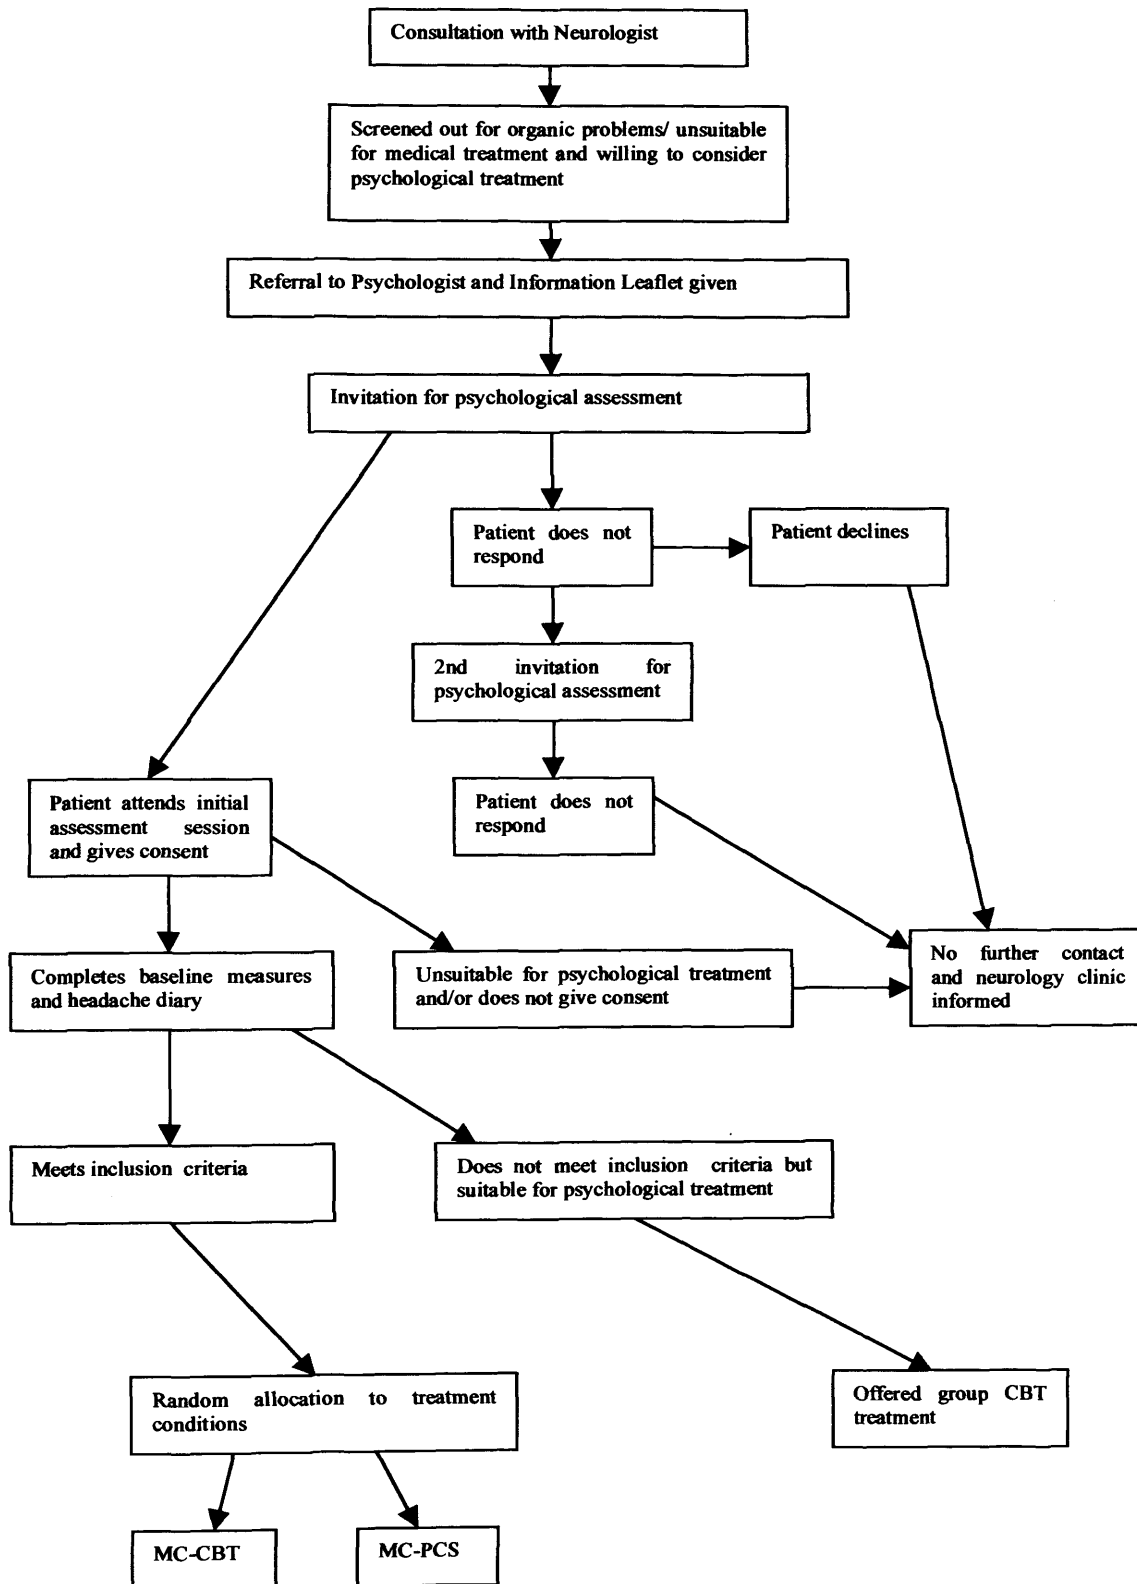 Consultation with Neurologist
Screened out for organic problems/ unsuitable
for medical treatment and willing to consider
psychological treatment
Referral to Psychologist and Information Leaflet given
Invitation for psychological assessment
Patient does not
respond
Patient declines
2nd invitation for
psychological assessment
Patient attends initial
assessment session
and gives consent
Patient does not
respond
Completes baseline measures
and headache diary
Unsuitable for psychological treatment
and/or does not give consent
No further contact
and neurology clinic
informed
Meets inclusion criteria
Does not meet inclusion criteria but
suitable for psychological treatment
Random allocation to treatment
conditions
Offered group CBT
treatment
MC-CBT
MC-PCS